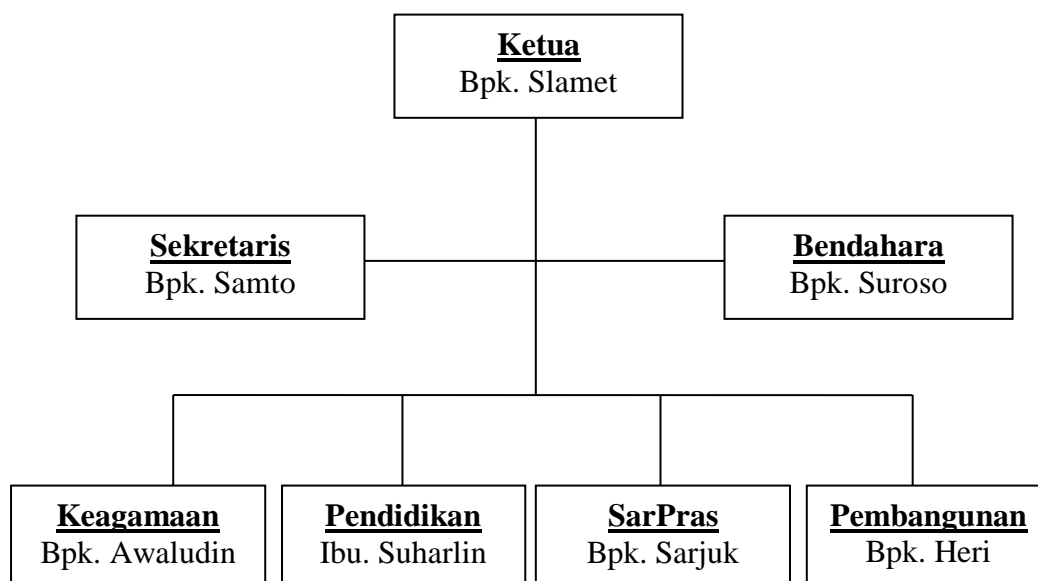 Ketua
Bpk. Slamet
Sekretaris
Bpk. Samto
Bendahara
Bpk. Suroso
Keagamaan
Bpk. Awaludin
Pendidikan
Ibu. Suharlin
SarPras
Bpk. Sarjuk
Pembangunan
Bpk. Heri